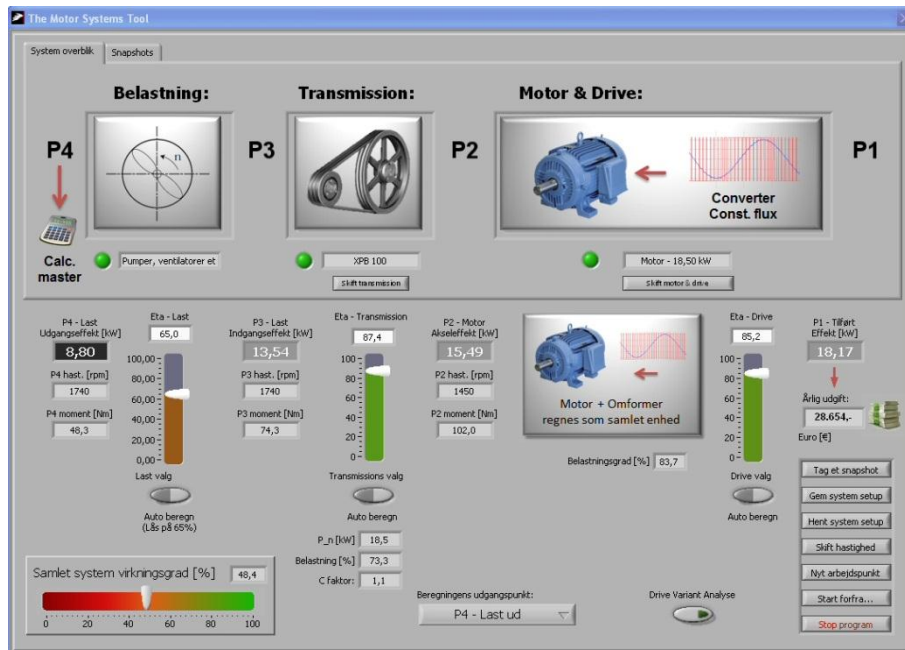 The Motor Systems Tool
System overblik
Snapshots
Belastning:
Transmission:
Motor & Drive:
P4
P3
P2
P1
n
Converter
Const. flux
Calc.
master
Pumper, ventilatorer et
XPB 100
Motor - 18,50 kW
Skift transmission
Skift motor & drive
P4 - Last
Udgangseffekt [kW]
8,80
P4 hast. [rpm]
1740
P4 moment [Nm]
48,3
Eta - Last
65,0
100,00
80,00
60,00
40,00
20,00
0,00
Last valg
Auto beregn
(Lås på 65%)
P3 - Last
Indgangseffekt [kW]
13,54
P3 hast. [rpm]
1740
P3 moment [Nm]
74,3
Eta - Transmission
87,4
100
80
60
40
20
0
Transmissions valg
Auto beregn
P_n [kW] 18,5
Belastning [%] 73,3
C faktor: 1,1
P2 - Motor
Akseleffekt [kW]
15,49
P2 hast. [rpm]
1450
P2 moment [Nm]
102,0
Motor + Omformer
regnes som samlet enhed
Belastningsgrad [%] 83,7
Eta - Drive
85,2
100
80
60
40
20
0
Drive valg
Auto beregn
P1 - Tilført
Effekt [kW]
18,17
Årlig udgift:
28.654,-
Euro [€]
Tag et snapshot
Gem system setup
Hent system setup
Skift hastighed
Nyt arbejdspunkt
Start forfra...
Stop program
Samlet system virkningsgrad [%] 48,4
0 20 40 60 80 100
Beregningens udgangspunkt:
P4 - Last ud
Drive Variant Analyse